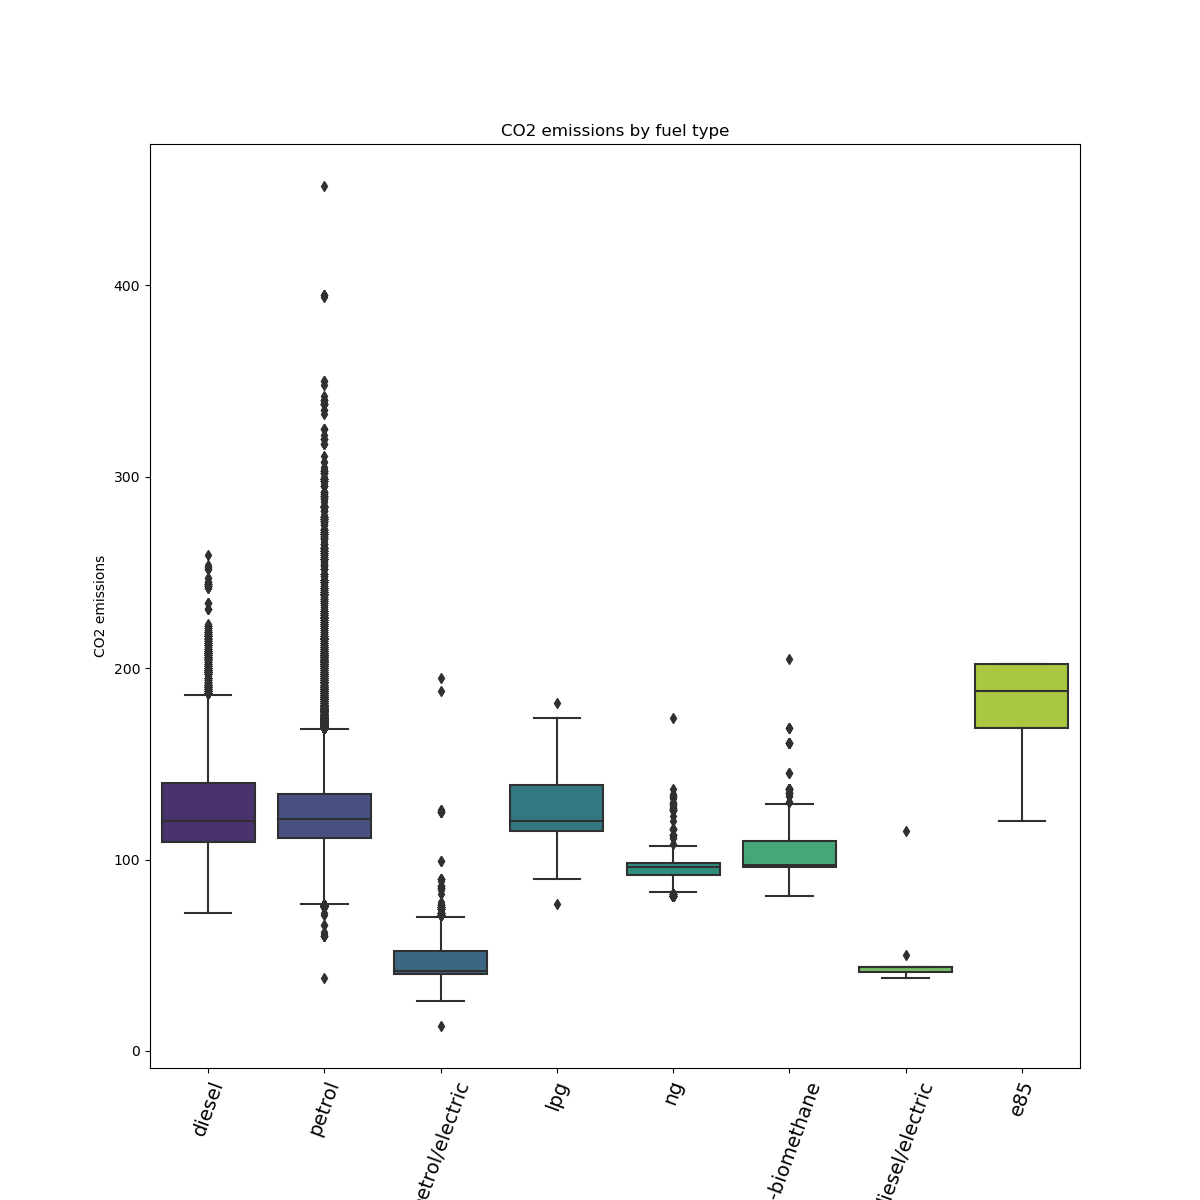 CO2 emissions by fuel type
CO2 emissions
400
300
200
100
0
diesel
petrol
etrol/electric
lpg
ng
-biomethane
iesel/electric
e85